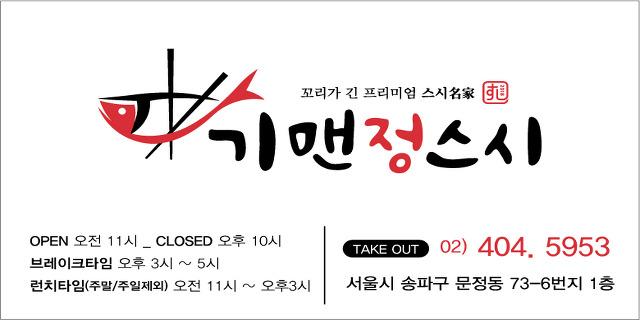 꼬리가 긴 프리미엄 스시名家
기맨정스시
OPEN 오전 11시 _ CLOSED 오후 10시
브레이크타임 오후 3시 ~ 5시
런치타임(주말/주일제외) 오전 11시 ~ 오후3시
TAKE OUT 02) 404. 5953
서울시 송파구 문정동 73-6번지 1층